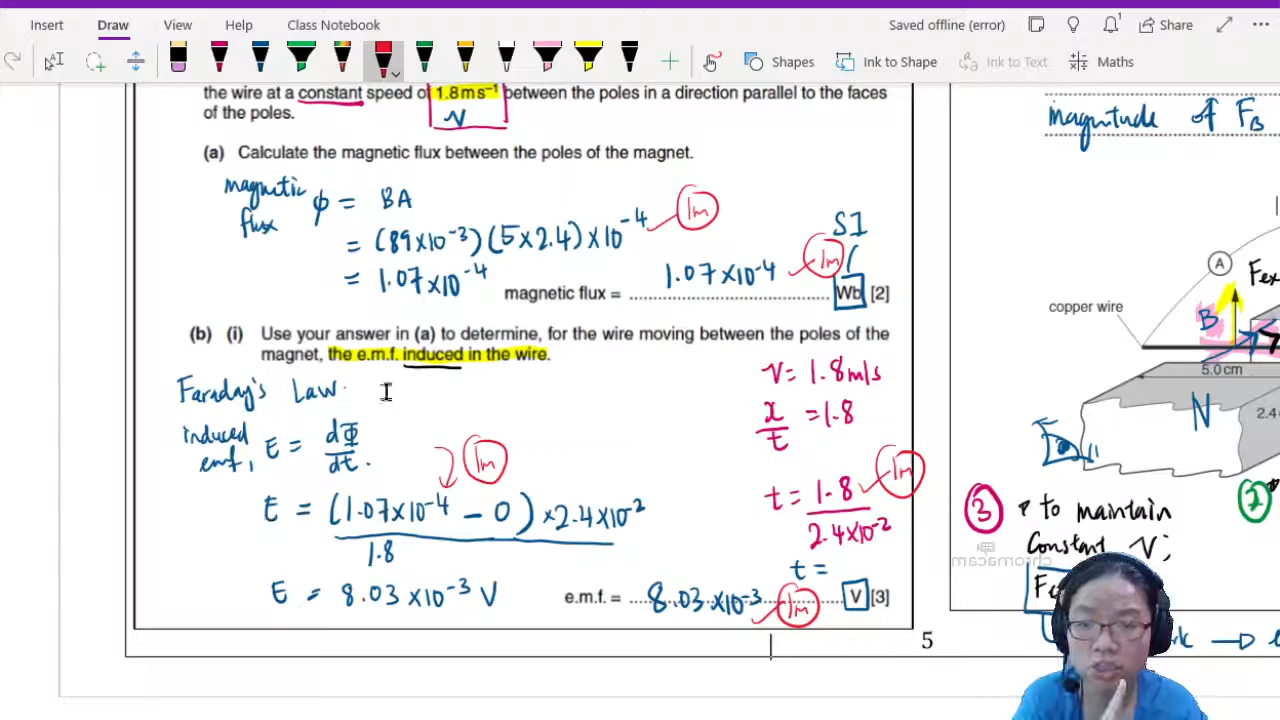 Insert Draw View Help Class Notebook Saved offline (error) Share
Shapes Ink to Shape Ink to Text Maths
the wire at a constant speed of 1.8 m s⁻¹ between the poles in a direction parallel to the faces
of the poles.
v
(a) Calculate the magnetic flux between the poles of the magnet.
magnetic
flux
ϕ = BA
= (89×10⁻³)(5×2.4)×10⁻⁴ 1m
= 1.07×10⁻⁴
SI
magnetic flux = 1.07×10⁻⁴ 1m Wb [2]
(b) (i) Use your answer in (a) to determine, for the wire moving between the poles of the
magnet, the e.m.f. induced in the wire.
Faraday's Law
induced
emf,
E = dΦ/dt.
1m
E = (1.07×10⁻⁴ − 0) ×2.4×10⁻²
1.8
E = 8.03×10⁻³ V
v = 1.8m/s
x/t = 1.8
t = 1.8 1m
2.4×10⁻²
t =
e.m.f. = 8.03×10⁻³ 1m V [3]
5
magnitude of F_B
A
copper wire
B
5.0 cm
N
2.4
3
to maintain
Constant v;
2
chromacam